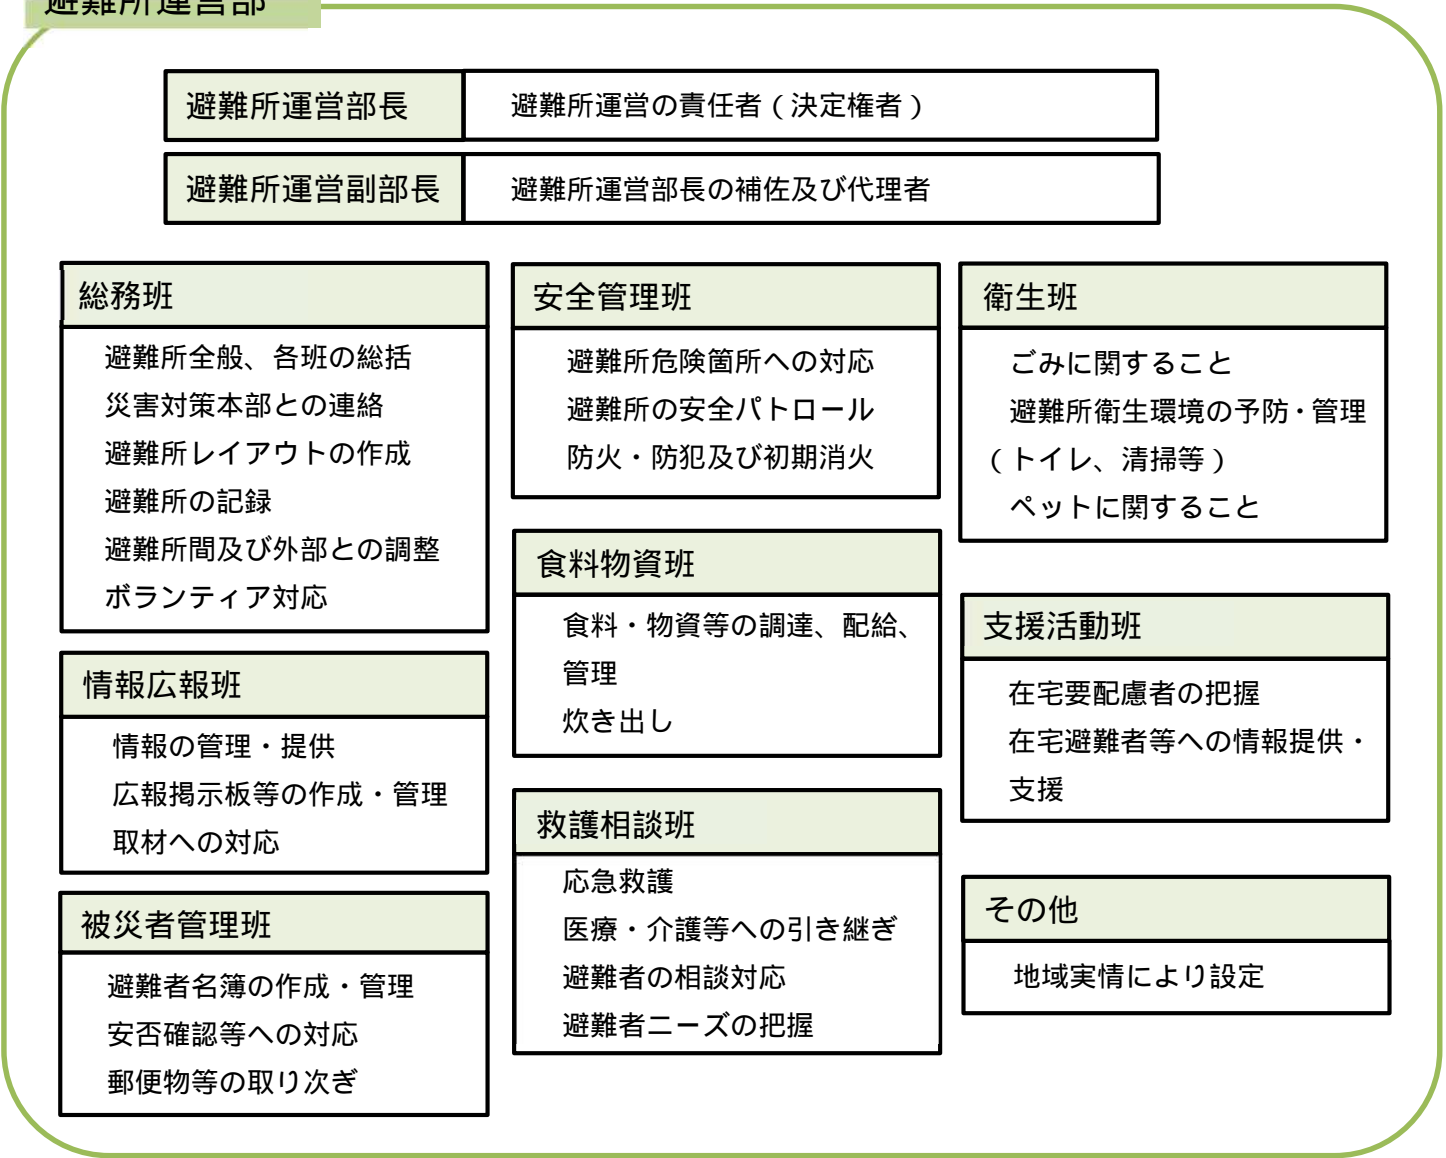 避難所運営部
避難所運営部長
避難所運営の責任者(決定権者)
避難所運営副部長
避難所運営部長の補佐及び代理者
総務班
避難所全般、各班の総括
災害対策本部との連絡
避難所レイアウトの作成
避難所の記録
避難所間及び外部との調整
ボランティア対応
情報広報班
情報の管理・提供
広報掲示板等の作成・管理
取材への対応
被災者管理班
避難者名簿の作成・管理
安否確認等への対応
郵便物等の取り次ぎ
安全管理班
避難所危険箇所への対応
避難所の安全パトロール
防火・防犯及び初期消火
食料物資班
食料・物資等の調達、配給、
管理
炊き出し
救護相談班
応急救護
医療・介護等への引き継ぎ
避難者の相談対応
避難者ニーズの把握
衛生班
ごみに関すること
避難所衛生環境の予防・管理
(トイレ、清掃等)
ペットに関すること
支援活動班
在宅要配慮者の把握
在宅避難者等への情報提供・
支援
その他
地域実情により設定